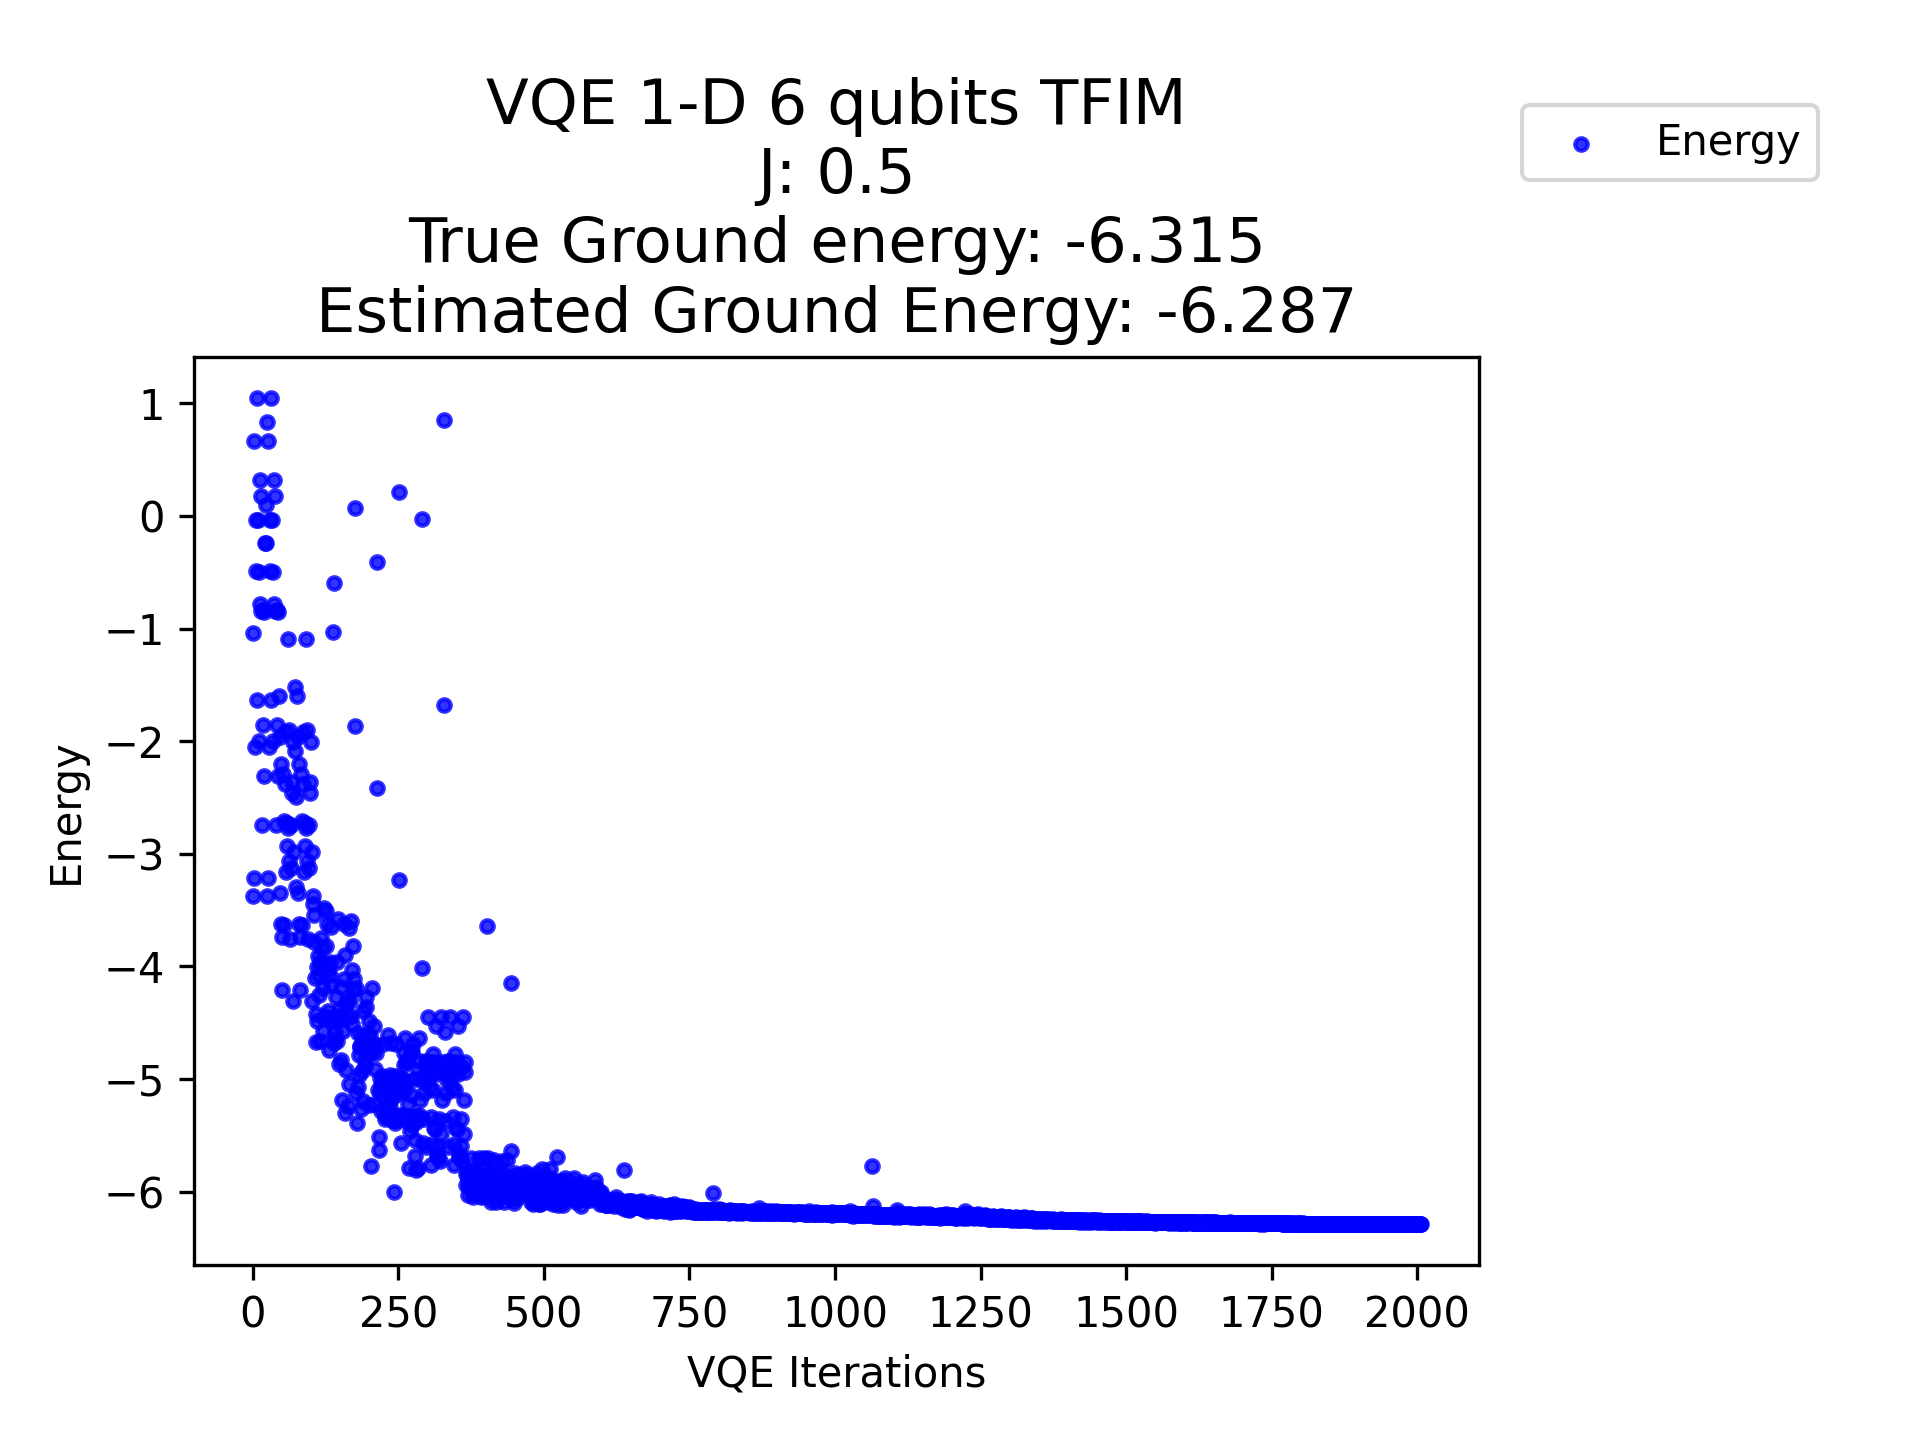 VQE 1-D 6 qubits TFIM
J: 0.5
True Ground energy: -6.315
Estimated Ground Energy: -6.287
Energy
1
0
−1
−2
−3
−4
−5
−6
Energy
0
250
500
750
1000
1250
1500
1750
2000
VQE Iterations